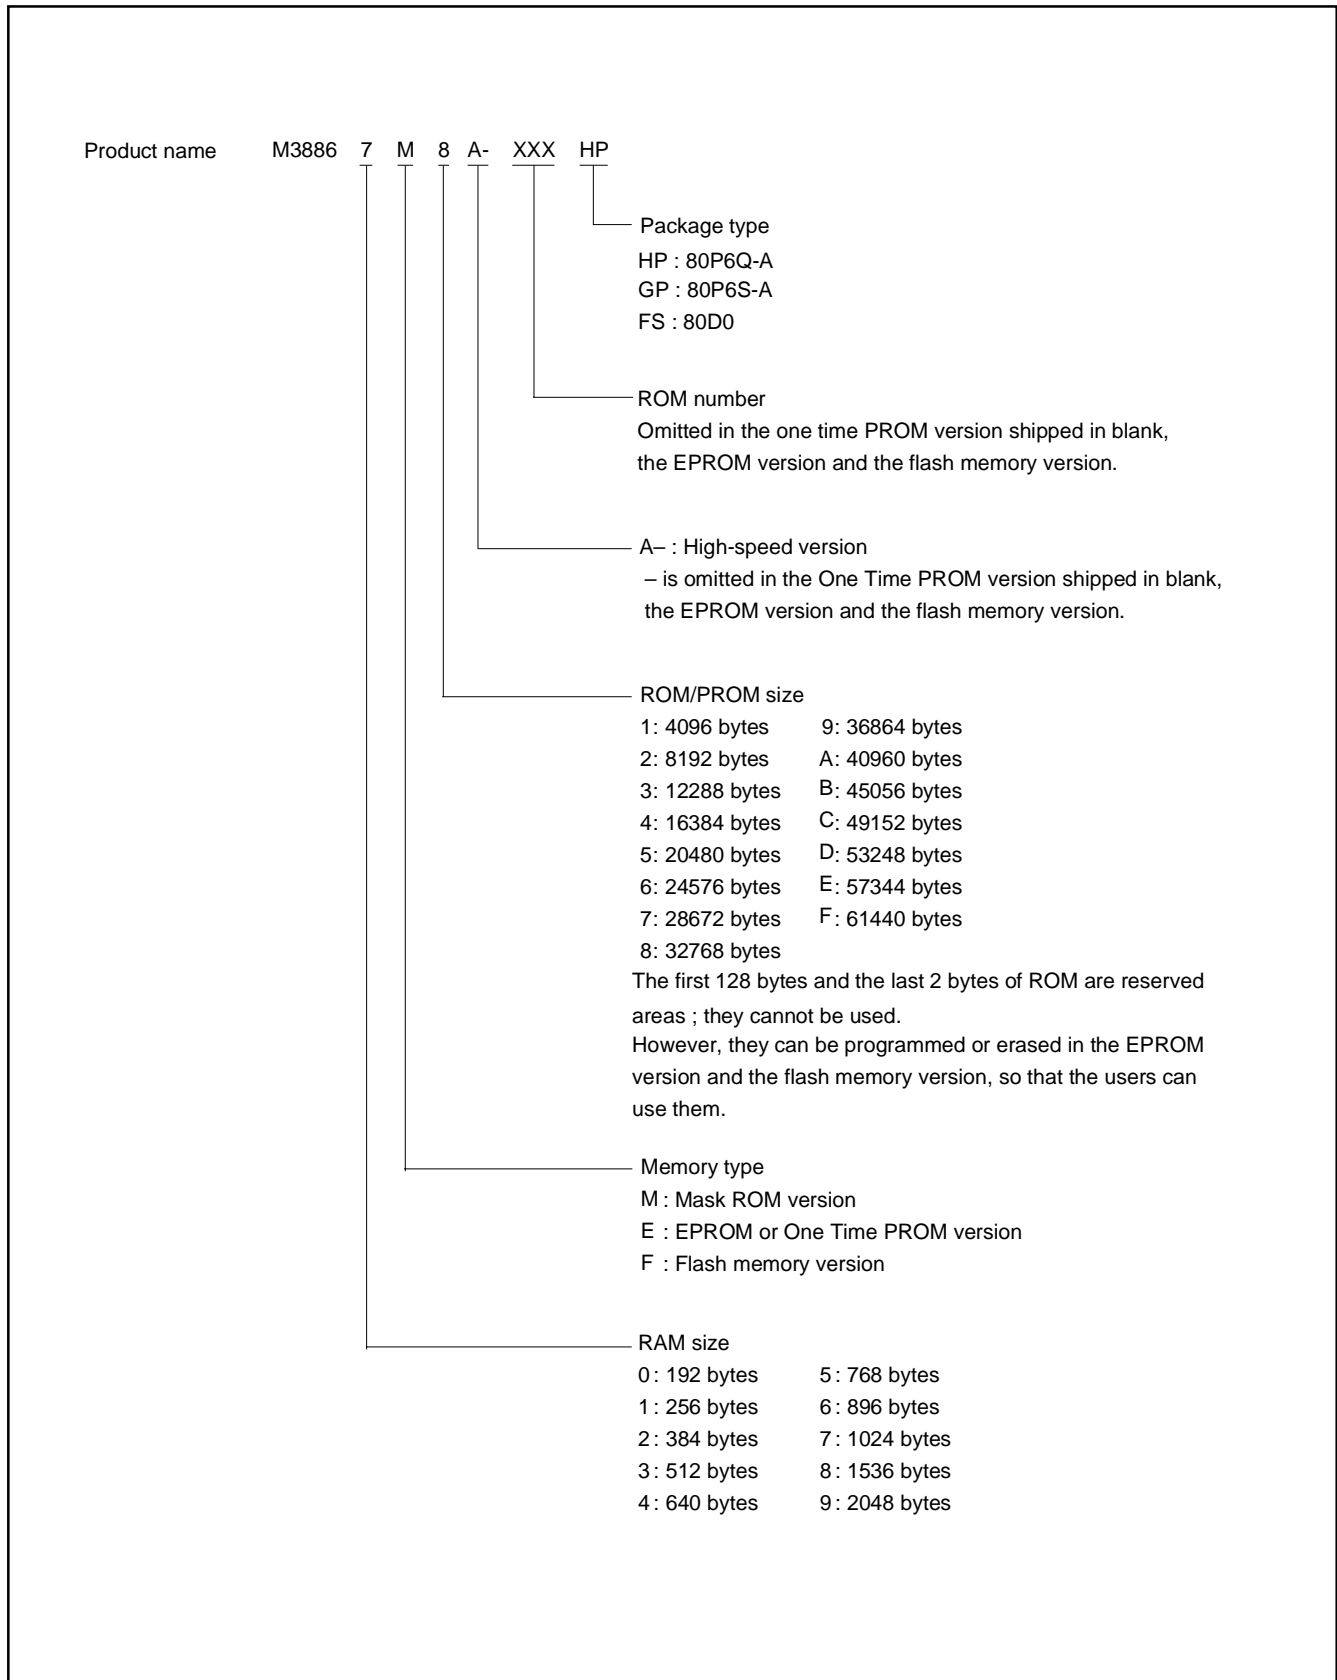 Product name M3886 7 M 8 A- XXX HP
Package type
HP : 80P6Q-A
GP : 80P6S-A
FS : 80D0
ROM number
Omitted in the one time PROM version shipped in blank,
the EPROM version and the flash memory version.
A– : High-speed version
– is omitted in the One Time PROM version shipped in blank,
the EPROM version and the flash memory version.
ROM/PROM size
1: 4096 bytes 9: 36864 bytes
2: 8192 bytes A: 40960 bytes
3: 12288 bytes B: 45056 bytes
4: 16384 bytes C: 49152 bytes
5: 20480 bytes D: 53248 bytes
6: 24576 bytes E: 57344 bytes
7: 28672 bytes F: 61440 bytes
8: 32768 bytes
The first 128 bytes and the last 2 bytes of ROM are reserved
areas ; they cannot be used.
However, they can be programmed or erased in the EPROM
version and the flash memory version, so that the users can
use them.
Memory type
M : Mask ROM version
E : EPROM or One Time PROM version
F : Flash memory version
RAM size
0 : 192 bytes 5 : 768 bytes
1 : 256 bytes 6 : 896 bytes
2 : 384 bytes 7 : 1024 bytes
3 : 512 bytes 8 : 1536 bytes
4 : 640 bytes 9 : 2048 bytes